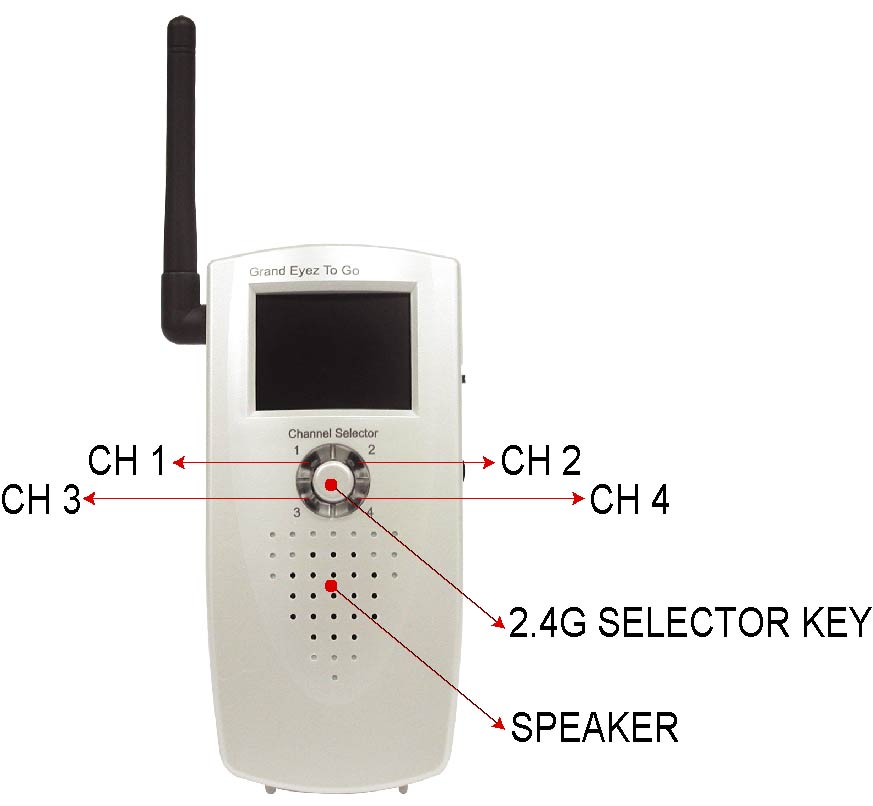 Grand Eyez To Go
Channel Selector
1 2
CH 1 CH 2
CH 3 CH 4
3 4
2.4G SELECTOR KEY
SPEAKER